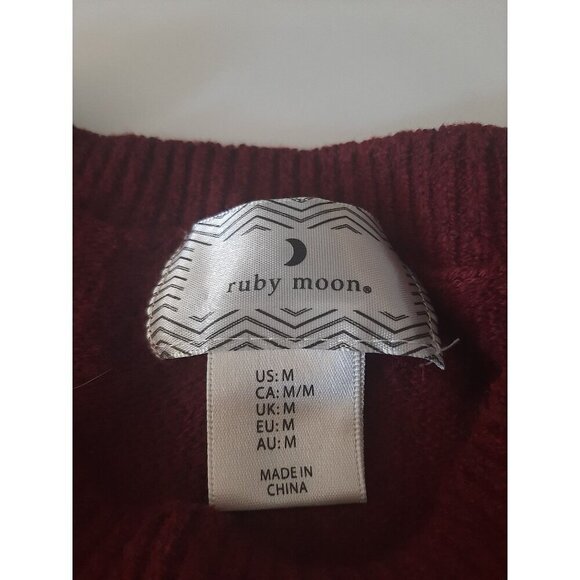 ruby moon®
US: M
CA: M/M
UK: M
EU: M
AU: M
MADE IN
CHINA